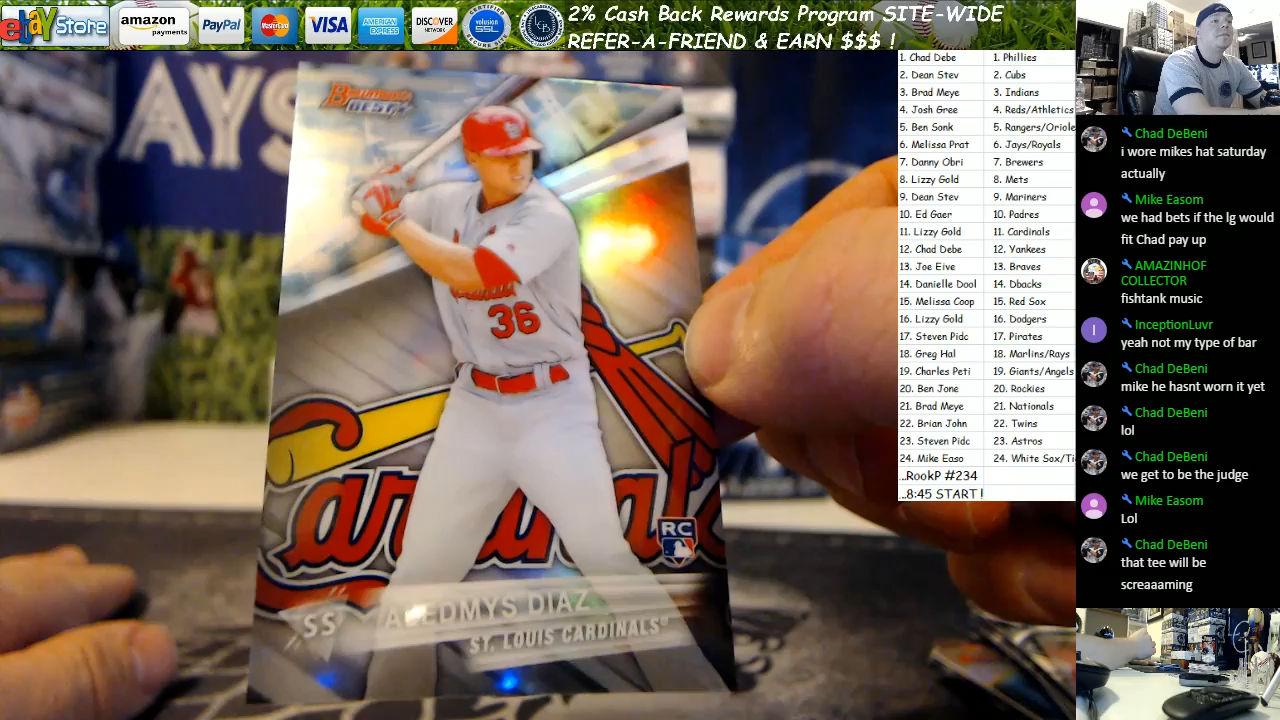 ebay Store
amazon payments
PayPal
MasterCard
VISA
AMERICAN EXPRESS
DISCOVER NETWORK
volusion SSL
2% Cash Back Rewards Program SITE-WIDE
REFER-A-FRIEND & EARN $$$ !
AYS
Bowman's
BEST
36
RC
SS ALEDMYS DIAZ
ST. LOUIS CARDINALS
1. Chad Debe 1. Phillies
2. Dean Stev 2. Cubs
3. Brad Meye 3. Indians
4. Josh Gree 4. Reds/Athletics
5. Ben Sonk 5. Rangers/Oriole
6. Melissa Prat 6. Jays/Royals
7. Danny Obri 7. Brewers
8. Lizzy Gold 8. Mets
9. Dean Stev 9. Mariners
10. Ed Gaer 10. Padres
11. Lizzy Gold 11. Cardinals
12. Chad Debe 12. Yankees
13. Joe Eive 13. Braves
14. Danielle Dool 14. Dbacks
15. Melissa Coop 15. Red Sox
16. Lizzy Gold 16. Dodgers
17. Steven Pidc 17. Pirates
18. Greg Hal 18. Marlins/Rays
19. Charles Peti 19. Giants/Angels
20. Ben Jone 20. Rockies
21. Brad Meye 21. Nationals
22. Brian John 22. Twins
23. Steven Pidc 23. Astros
24. Mike Easo 24. White Sox/Ti
...RookP #234
...8:45 START !
Chad DeBeni
i wore mikes hat saturday
actually
Mike Easom
we had bets if the lg would
fit Chad pay up
AMAZINHOF
COLLECTOR
fishtank music
I InceptionLuvr
yeah not my type of bar
Chad DeBeni
mike he hasnt worn it yet
Chad DeBeni
lol
Chad DeBeni
we get to be the judge
Mike Easom
Lol
Chad DeBeni
that tee will be
screaaaming